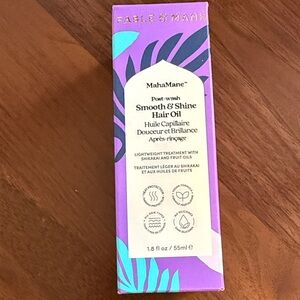 FABLE & MANE
MahaMane™
Post-wash
Smooth & Shine
Hair Oil
Huile Capillaire
Douceur et Brillance
Après-rinçage
LIGHTWEIGHT TREATMENT WITH
SHIKAKAI AND FRUIT OILS
TRAITEMENT LÉGER AU SHIKAKAI
ET AUX HUILES DE FRUITS
1.8 fl oz / 55ml ℮